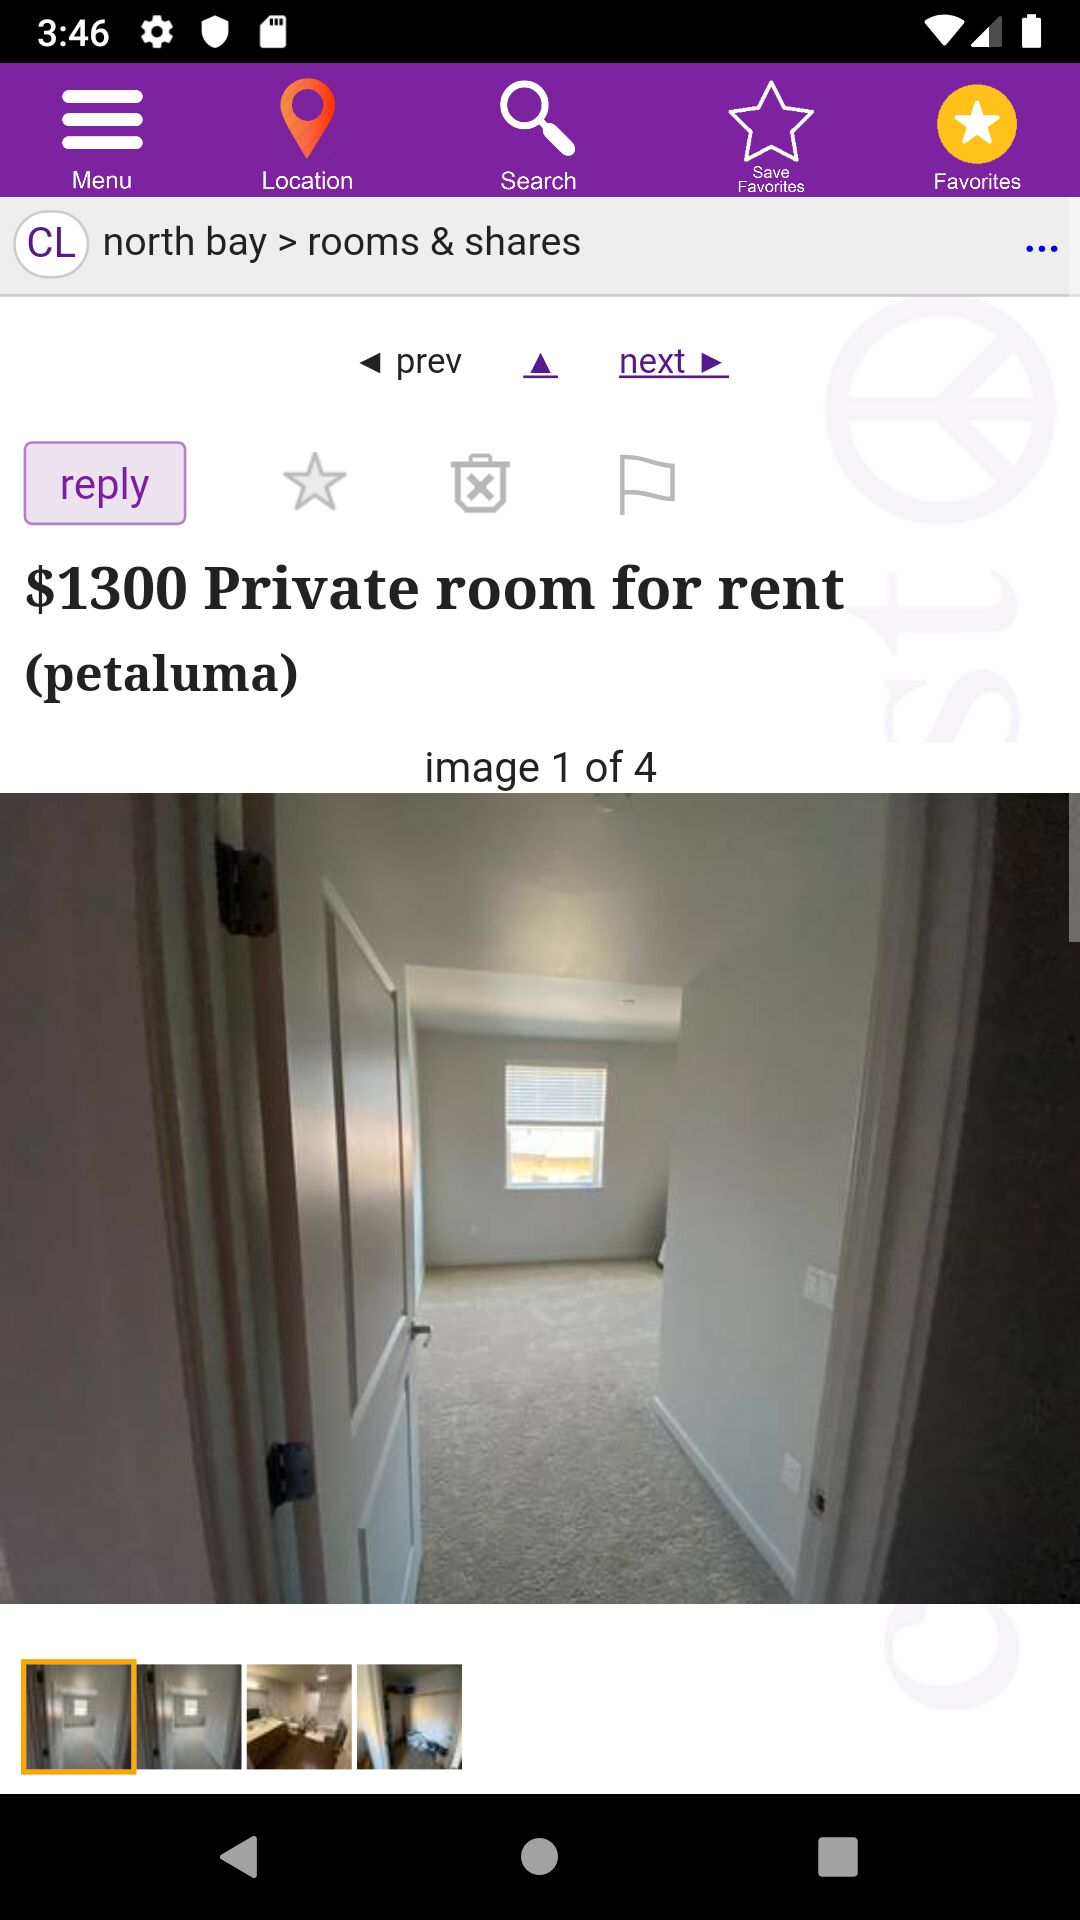 3:46
Menu
Location
Search
Save
Favorites
Favorites
CL north bay > rooms & shares ...
◄ prev ▲ next ►
reply
$1300 Private room for rent
(petaluma)
image 1 of 4
st
c